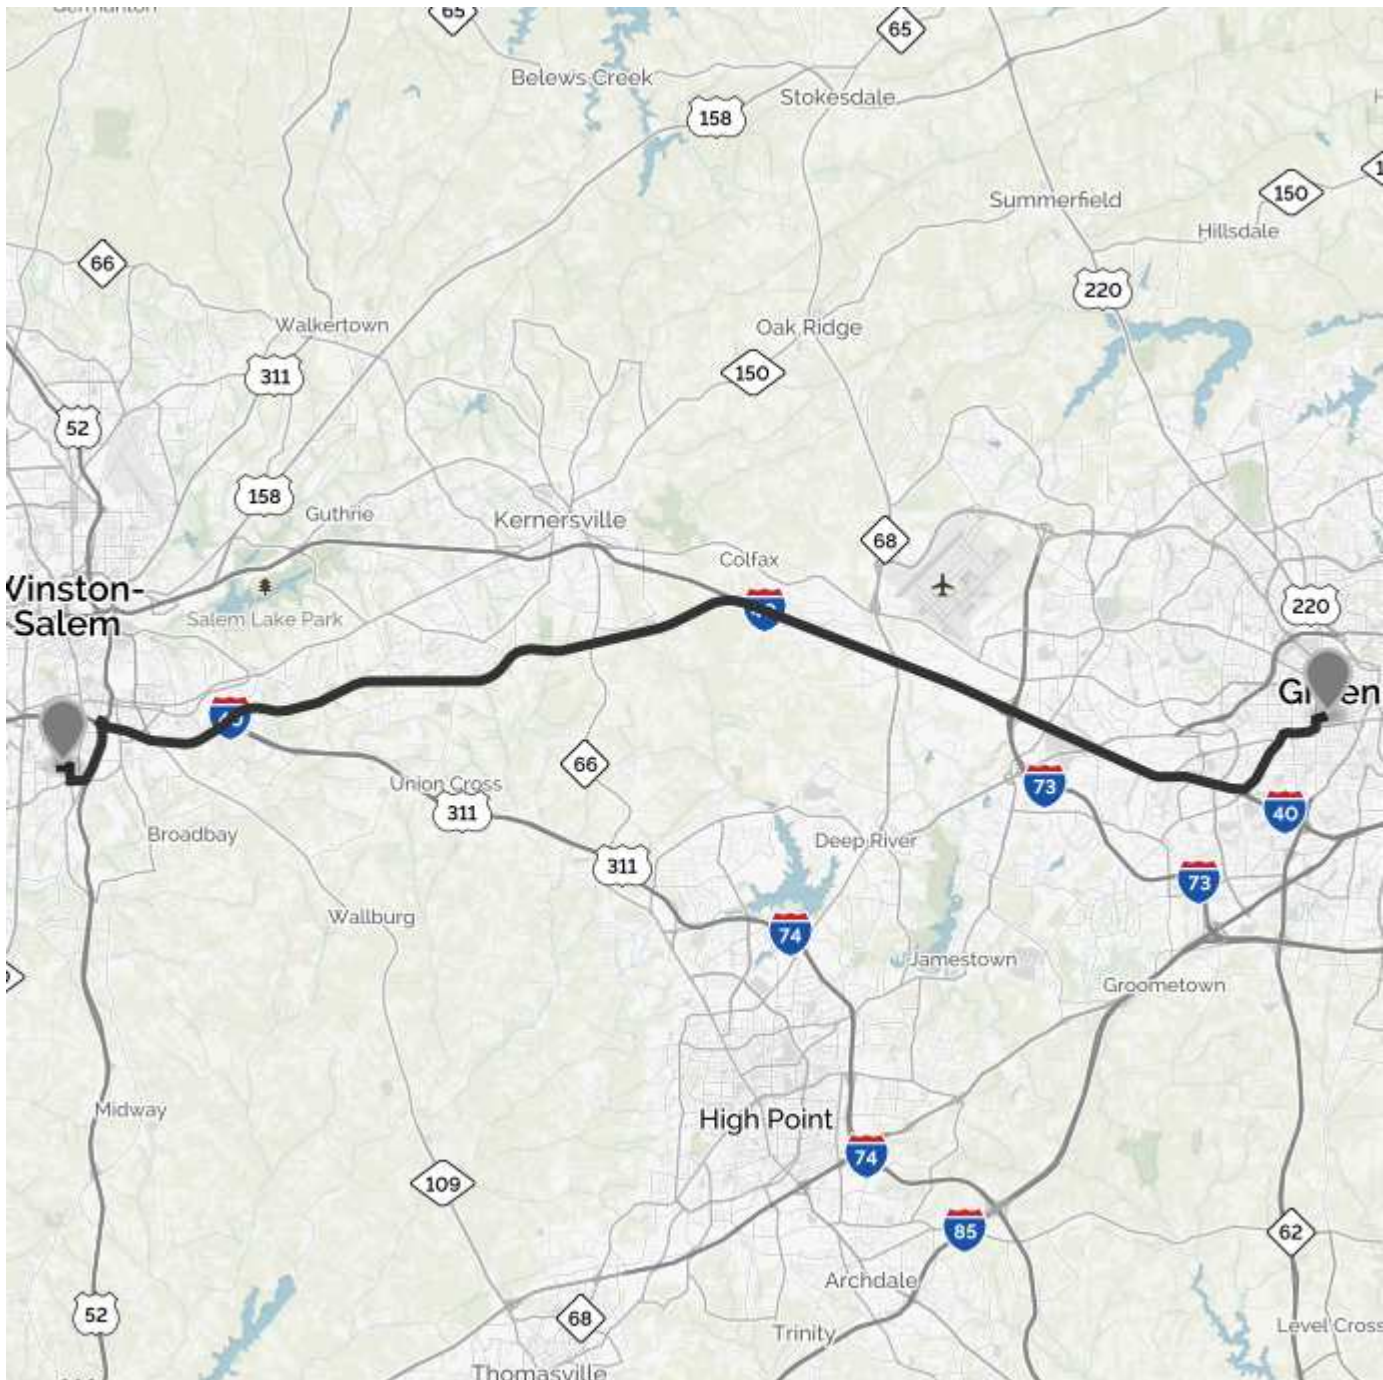 65
65
Belews Creek
Stokesdale
158
150
Summerfield
Hillsdale
66
220
Walkertown
Oak Ridge
311
150
52
158
Guthrie
Kernersville
68
Colfax
Winston-
Salem
Salem Lake Park
220
40
66
Union Cross
311
73
40
Broadbay
Deep River
311
73
Wallburg
74
Jamestown
Groometown
Midway
High Point
74
109
85
62
Archdale
52
68
Trinity
Level Cross
Thomasville